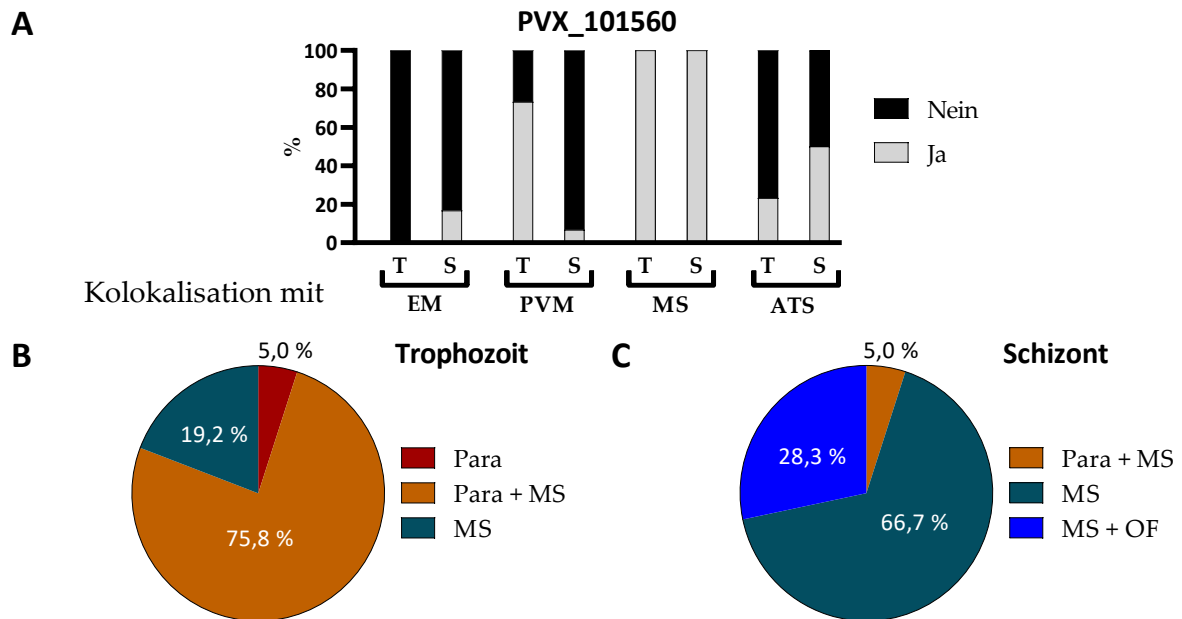 A
PVX_101560
100
80
60
40
20
0
%
Nein
Ja
T S T S T S T S
Kolokalisation mit
EM PVM MS ATS
B
5,0 %
Trophozoit
19,2 %
75,8 %
Para
Para + MS
MS
C
5,0 %
Schizont
28,3 %
66,7 %
Para + MS
MS
MS + OF